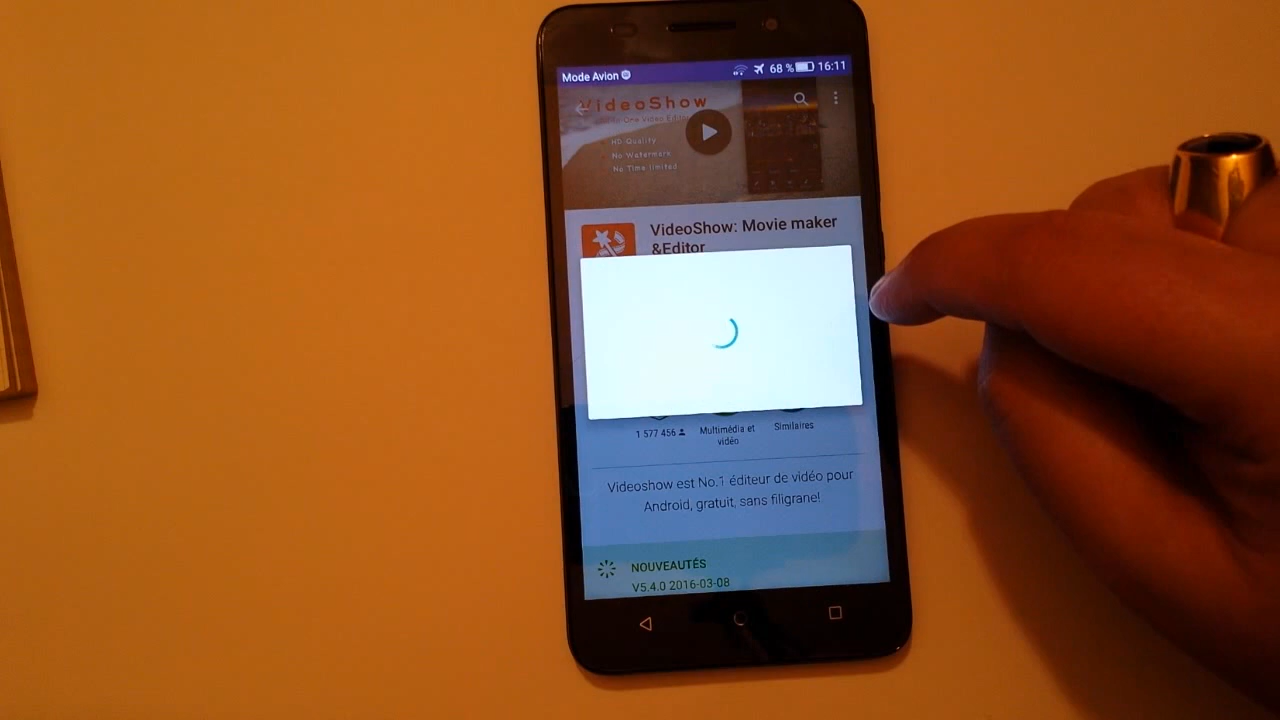 Mode Avion
68 % 16:11
VideoShow
One Video Editor
HD Quality
No Watermark
No Time limited
VideoShow: Movie maker
&Editor
1 577 456
Multimédia et
vidéo
Similaires
Videoshow est No.1 éditeur de vidéo pour
Android, gratuit, sans filigrane!
NOUVEAUTÉS
V5.4.0 2016-03-08